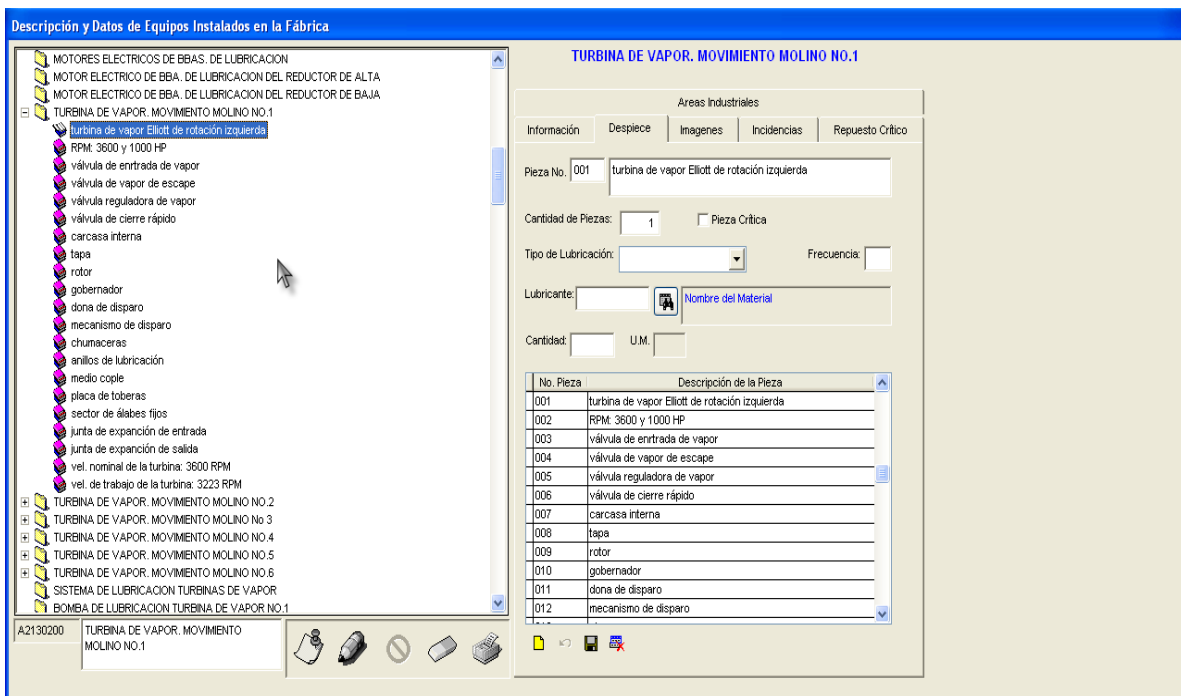 Descripción y Datos de Equipos Instalados en la Fábrica
MOTORES ELECTRICOS DE BBAS. DE LUBRICACION
MOTOR ELECTRICO DE BBA. DE LUBRICACION DEL REDUCTOR DE ALTA
MOTOR ELECTRICO DE BBA. DE LUBRICACION DEL REDUCTOR DE BAJA
TURBINA DE VAPOR. MOVIMIENTO MOLINO NO.1
turbina de vapor Elliott de rotación izquierda
RPM: 3600 y 1000 HP
válvula de enrtrada de vapor
válvula de vapor de escape
válvula reguladora de vapor
válvula de cierre rápido
carcasa interna
tapa
rotor
gobernador
dona de disparo
mecanismo de disparo
chumaceras
anillos de lubricación
medio cople
placa de toberas
sector de álabes fijos
junta de expanción de entrada
junta de expanción de salida
vel. nominal de la turbina: 3600 RPM
vel. de trabajo de la turbina: 3223 RPM
TURBINA DE VAPOR. MOVIMIENTO MOLINO NO.2
TURBINA DE VAPOR. MOVIMIENTO MOLINO No 3
TURBINA DE VAPOR. MOVIMIENTO MOLINO NO.4
TURBINA DE VAPOR. MOVIMIENTO MOLINO NO.5
TURBINA DE VAPOR. MOVIMIENTO MOLINO NO.6
SISTEMA DE LUBRICACION TURBINAS DE VAPOR
BOMBA DE LUBRICACION TURBINA DE VAPOR NO.1
A2130200
TURBINA DE VAPOR. MOVIMIENTO
MOLINO NO.1
TURBINA DE VAPOR. MOVIMIENTO MOLINO NO.1
Areas Industriales
Información Despiece Imagenes Incidencias Repuesto Crítico
Pieza No. 001 turbina de vapor Elliott de rotación izquierda
Cantidad de Piezas: 1 Pieza Crítica
Tipo de Lubricación: Frecuencia:
Lubricante: Nombre del Material
Cantidad: U.M.
No. Pieza Descripción de la Pieza
001 turbina de vapor Elliott de rotación izquierda
002 RPM: 3600 y 1000 HP
003 válvula de enrtrada de vapor
004 válvula de vapor de escape
005 válvula reguladora de vapor
006 válvula de cierre rápido
007 carcasa interna
008 tapa
009 rotor
010 gobernador
011 dona de disparo
012 mecanismo de disparo